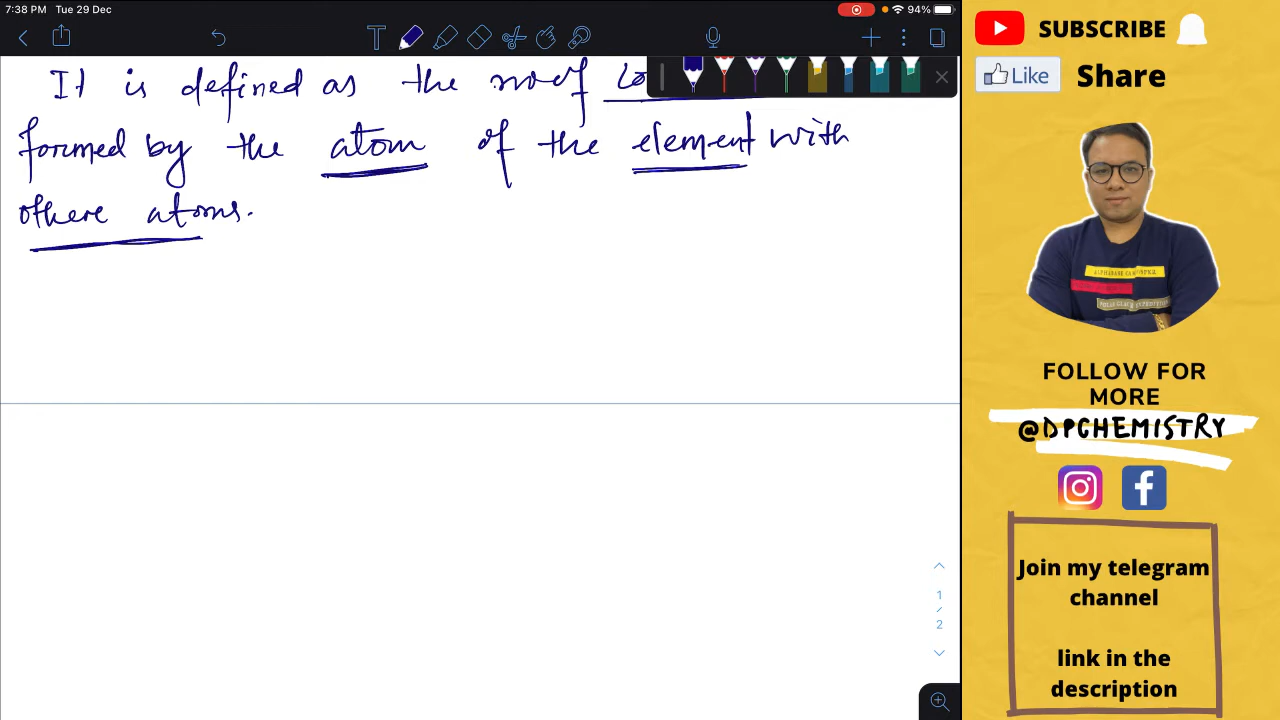 7:38 PM Tue 29 Dec
94%
It is defined as the no of
formed by the atom of the element with
othere atoms.
1
/
2
SUBSCRIBE
Like Share
ALPHABASE
FOLLOW FOR
MORE
@DPCHEMISTRY
Join my telegram
channel
link in the
description